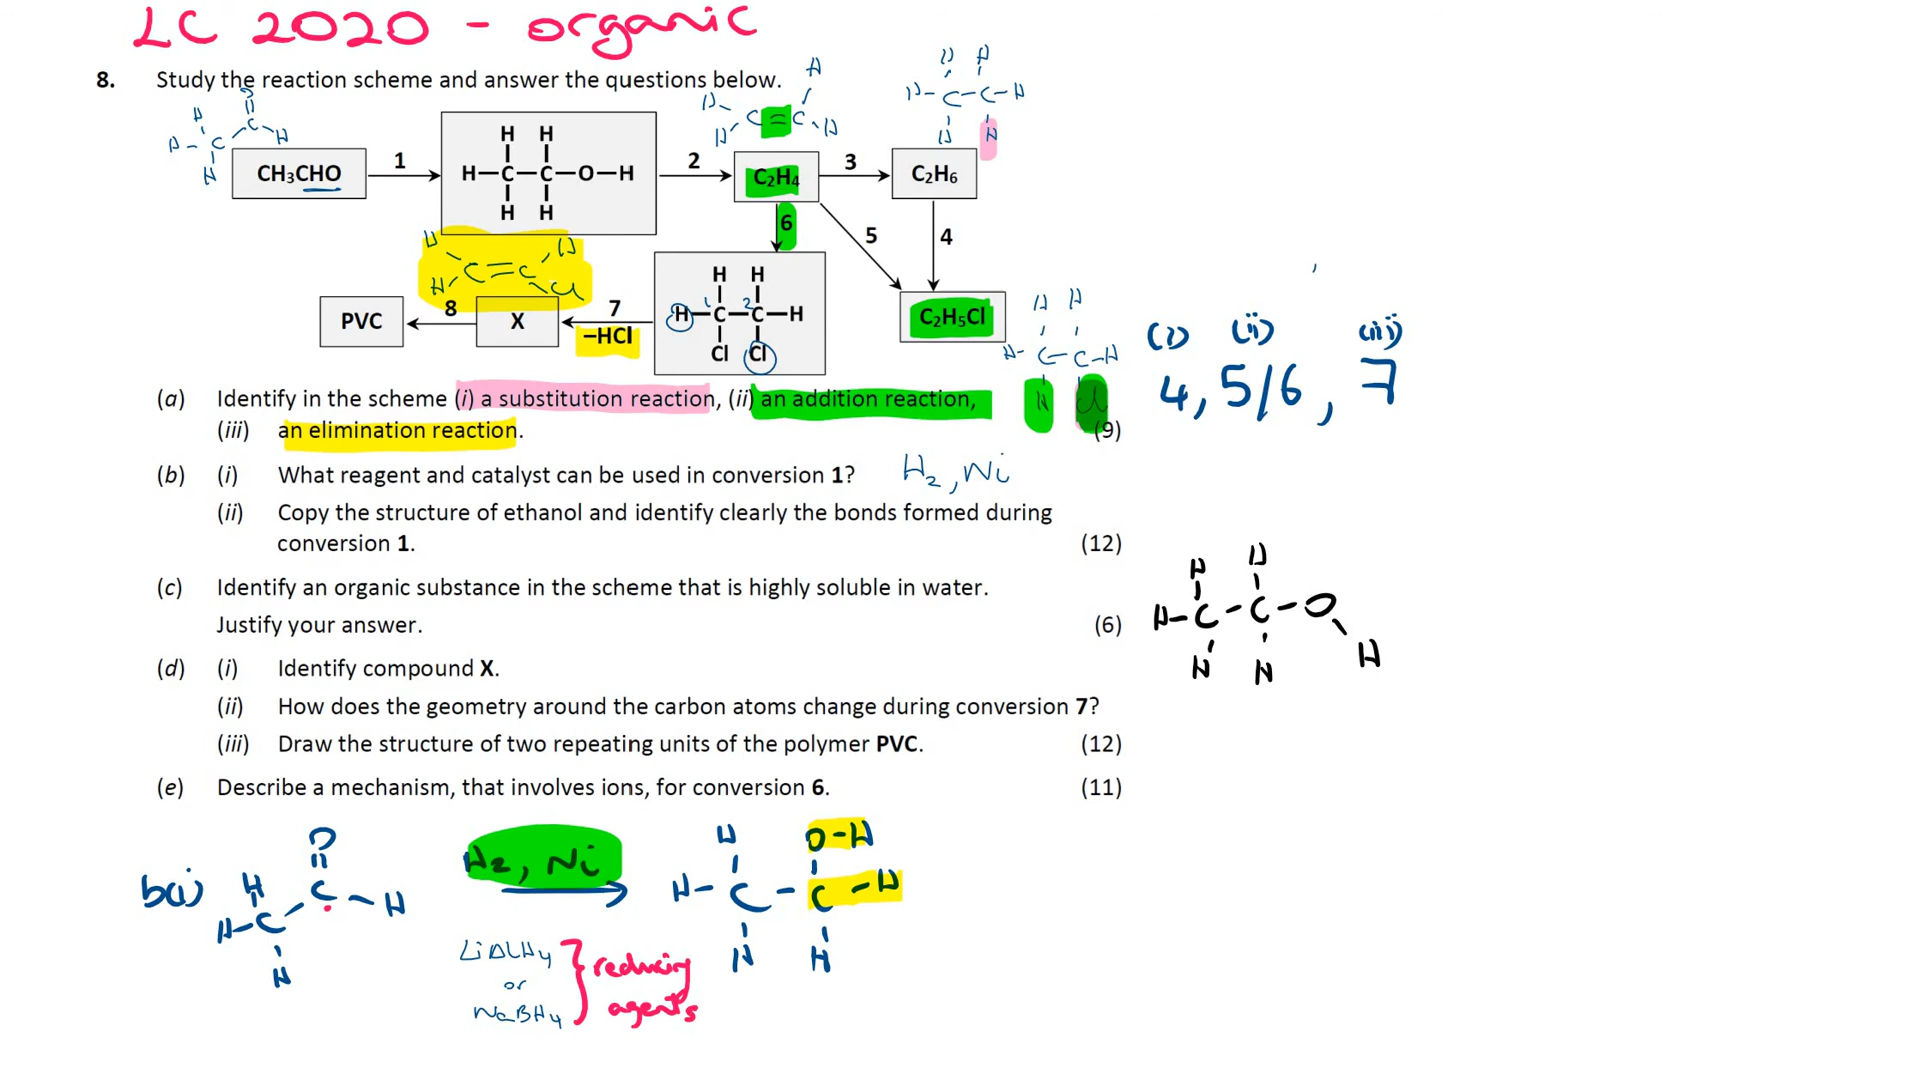 LC 2020 - organic
8. Study the reaction scheme and answer the questions below.
CH3CHO
1
H H
H–C–C–O–H
H H
2
C2H4
3
C2H6
6
5
4
PVC
8
X
7
–HCl
H H
H–C–C–H
Cl Cl
1 2
C2H5Cl
H H
C=C
H Cl
(i) (ii) (iii)
4, 5/6, 7
(a) Identify in the scheme (i) a substitution reaction, (ii) an addition reaction,
(iii) an elimination reaction. (9)
(b) (i) What reagent and catalyst can be used in conversion 1? H2, Ni
(ii) Copy the structure of ethanol and identify clearly the bonds formed during
conversion 1. (12)
(c) Identify an organic substance in the scheme that is highly soluble in water.
Justify your answer. (6)
H H
H-C-C-O
H H H
(d) (i) Identify compound X.
(ii) How does the geometry around the carbon atoms change during conversion 7?
(iii) Draw the structure of two repeating units of the polymer PVC. (12)
(e) Describe a mechanism, that involves ions, for conversion 6. (11)
b(i)
O
H C-H
H-C
H
H2, Ni
H O-H
H-C-C-H
H H
LiAlH4
or
NaBH4
reducing
agents